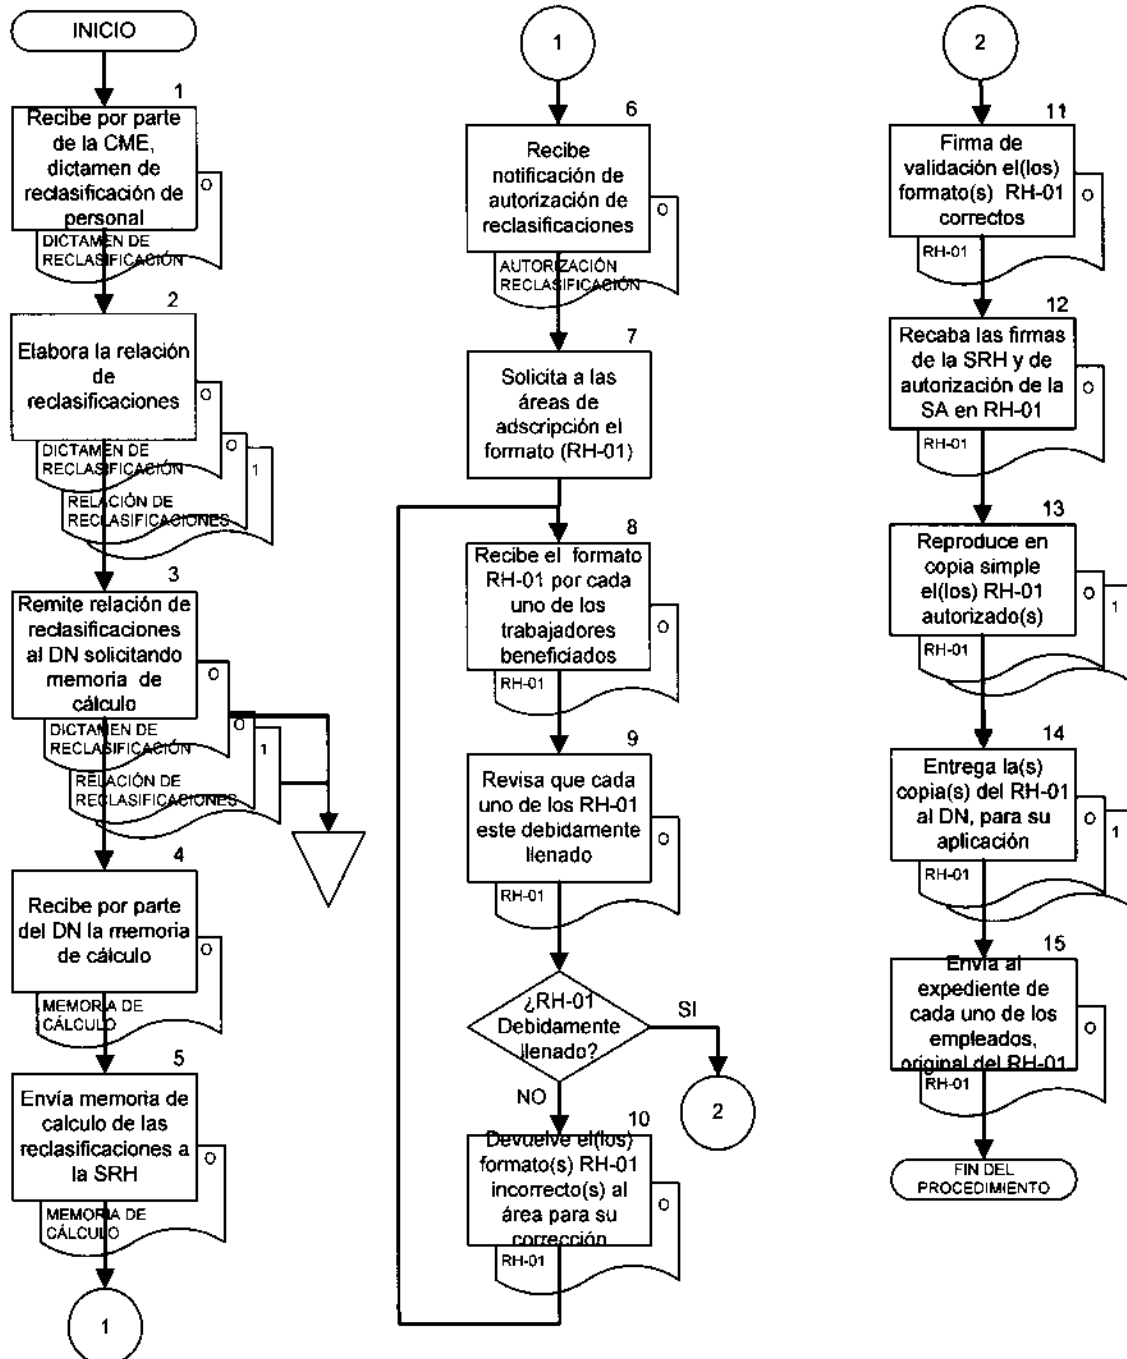 INICIO
1
Recibe por parte
de la CME,
dictamen de
reclasificación de
personal
O
DICTAMEN DE
RECLASIFICACIÓN
2
Elabora la relación
de
reclasificaciones
O
DICTAMEN DE
RECLASIFICACIÓN
O
1
RELACIÓN DE
RECLASIFICACIONES
3
Remite relación de
reclasificaciones
al DN solicitando
memoria de
cálculo
O
DICTAMEN DE
RECLASIFICACIÓN
O
1
RELACIÓN DE
RECLASIFICACIONES
4
Recibe por parte
del DN la memoria
de cálculo
O
MEMORIA DE
CÁLCULO
5
Envía memoria de
calculo de las
reclasificaciones a
la SRH
O
MEMORIA DE
CÁLCULO
1
1
6
Recibe
notificación de
autorización de
reclasificaciones
O
AUTORIZACIÓN
RECLASIFICACIÓN
7
Solicita a las
áreas de
adscripción el
formato (RH-01)
8
Recibe el formato
RH-01 por cada
uno de los
trabajadores
beneficiados
O
RH-01
9
Revisa que cada
uno de los RH-01
este debidamente
llenado
O
RH-01
¿RH-01
Debidamente
llenado?
SI
2
NO
10
Devuelve el(los)
formato(s) RH-01
incorrecto(s) al
área para su
corrección
O
RH-01
2
11
Firma de
validación el(los)
formato(s) RH-01
correctos
O
RH-01
12
Recaba las firmas
de la SRH y de
autorización de la
SA en RH-01
O
RH-01
13
Reproduce en
copia simple
el(los) RH-01
autorizado(s)
O
1
RH-01
14
Entrega la(s)
copia(s) del RH-01
al DN, para su
aplicación
O
1
RH-01
15
Envía al
expediente de
cada uno de los
empleados,
original del RH-01
O
RH-01
FIN DEL
PROCEDIMIENTO